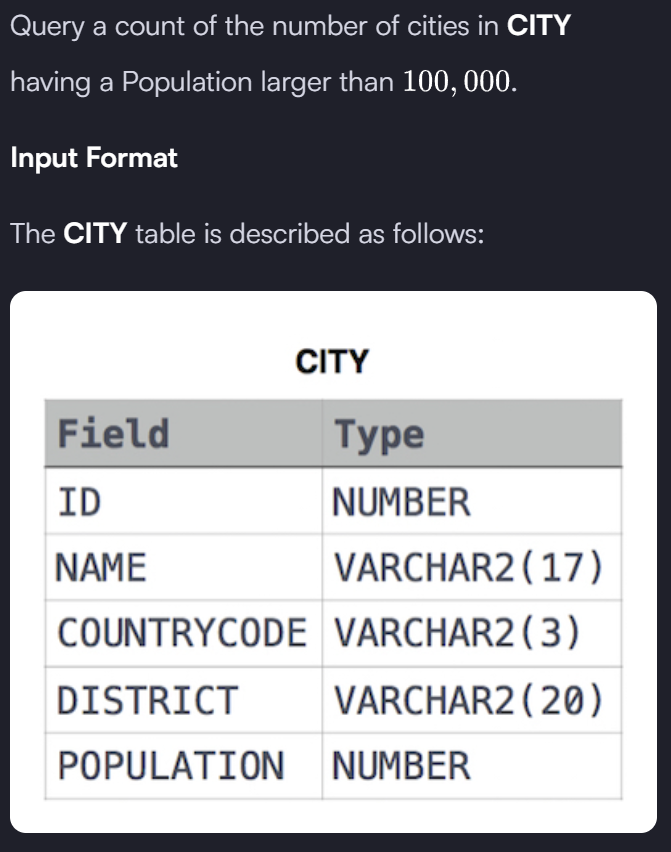 Query a count of the number of cities in CITY
having a Population larger than 100, 000.
Input Format
The CITY table is described as follows:
CITY
Field Type
ID NUMBER
NAME VARCHAR2(17)
COUNTRYCODE VARCHAR2(3)
DISTRICT VARCHAR2(20)
POPULATION NUMBER